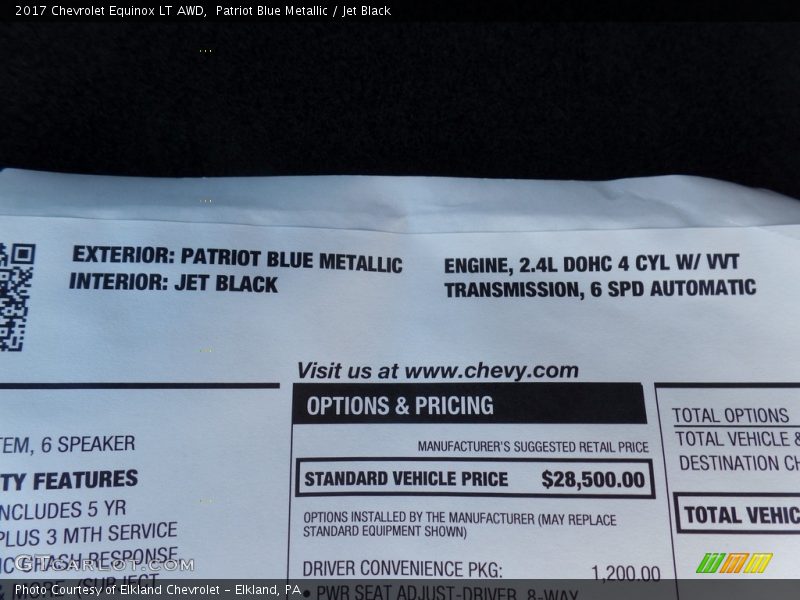 2017 Chevrolet Equinox LT AWD, Patriot Blue Metallic / Jet Black
EXTERIOR: PATRIOT BLUE METALLIC
INTERIOR: JET BLACK
ENGINE, 2.4L DOHC 4 CYL W/ VVT
TRANSMISSION, 6 SPD AUTOMATIC
Visit us at www.chevy.com
TEM, 6 SPEAKER
TY FEATURES
NCLUDES 5 YR
PLUS 3 MTH SERVICE
C CRASH RESPONSE
& MORE. (SUBJECT
OPTIONS & PRICING
MANUFACTURER'S SUGGESTED RETAIL PRICE
STANDARD VEHICLE PRICE $28,500.00
OPTIONS INSTALLED BY THE MANUFACTURER (MAY REPLACE
STANDARD EQUIPMENT SHOWN)
DRIVER CONVENIENCE PKG: 1,200.00
• PWR SEAT ADJUST-DRIVER, 8-WAY
TOTAL OPTIONS
TOTAL VEHICLE &
DESTINATION CH
TOTAL VEHIC
GTCarLot.com
Photo Courtesy of Elkland Chevrolet - Elkland, PA